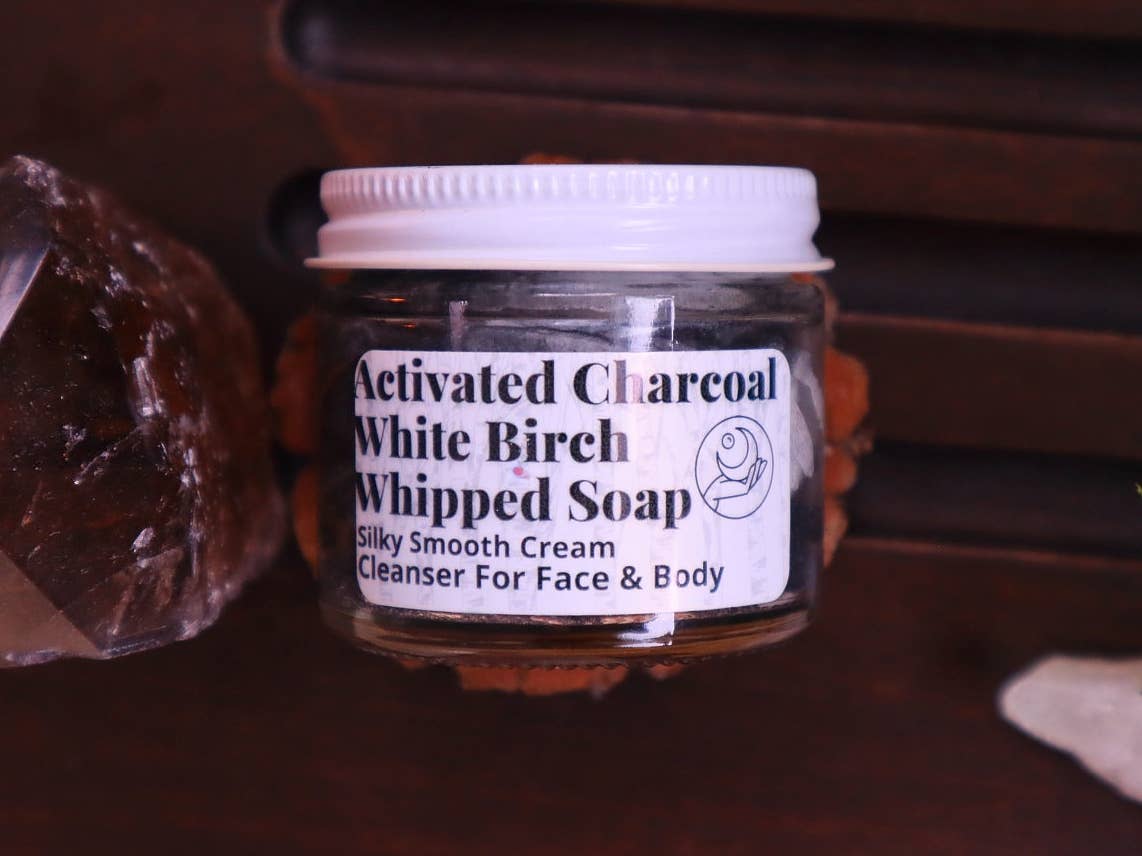 Activated Charcoal
White Birch
Whipped Soap
Silky Smooth Cream
Cleanser For Face & Body